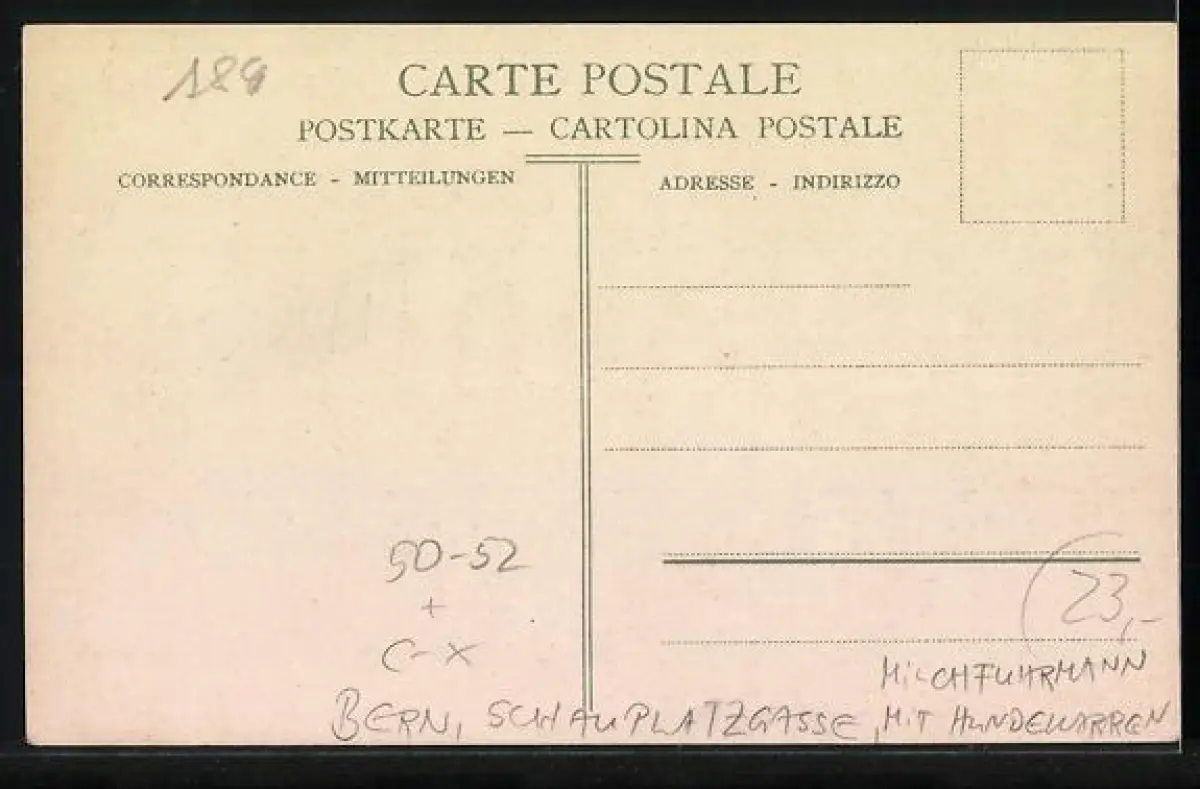 189
CARTE POSTALE
POSTKARTE — CARTOLINA POSTALE
CORRESPONDANCE - MITTEILUNGEN
ADRESSE - INDIRIZZO
50-52
+
C-X
23,-
MILCHFUHRMANN
BERN, SCHAUPLATZGASSE, MIT HUNDEKARREN